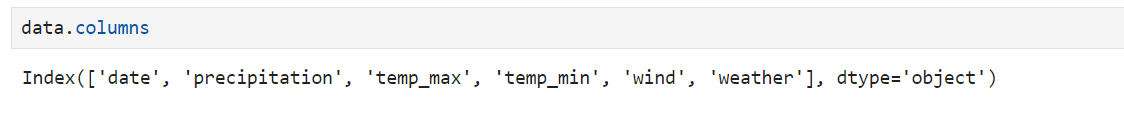 data.columns
Index(['date', 'precipitation', 'temp_max', 'temp_min', 'wind', 'weather'], dtype='object')